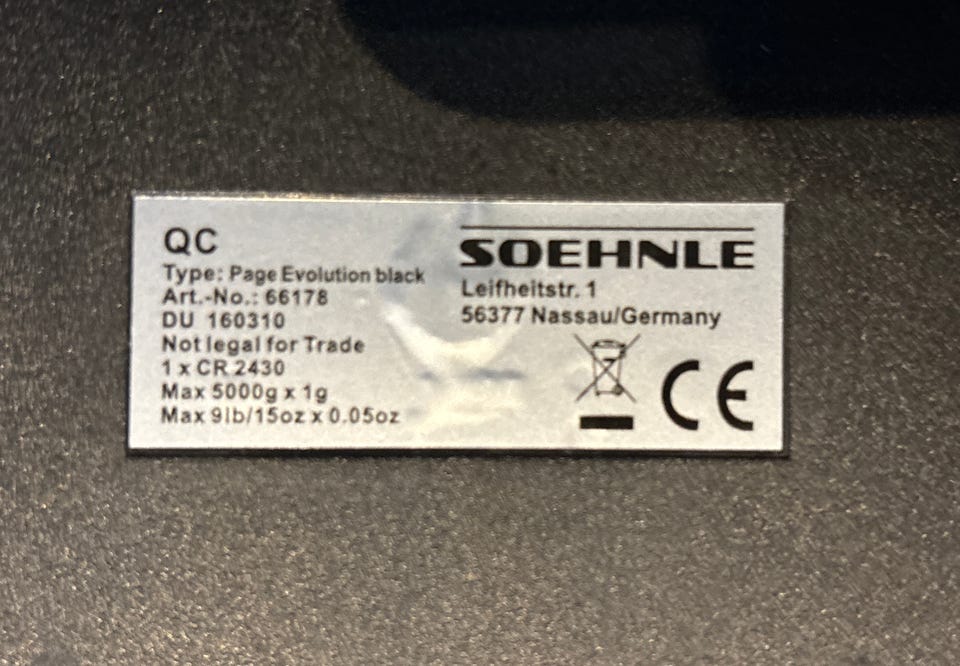 QC
Type: Page Evolution black
Art.-No.: 66178
DU 160310
Not legal for Trade
1 x CR 2430
Max 5000g x 1g
Max 9lb/15oz x 0.05oz
SOEHNLE
Leifheitstr. 1
56377 Nassau/Germany
CE